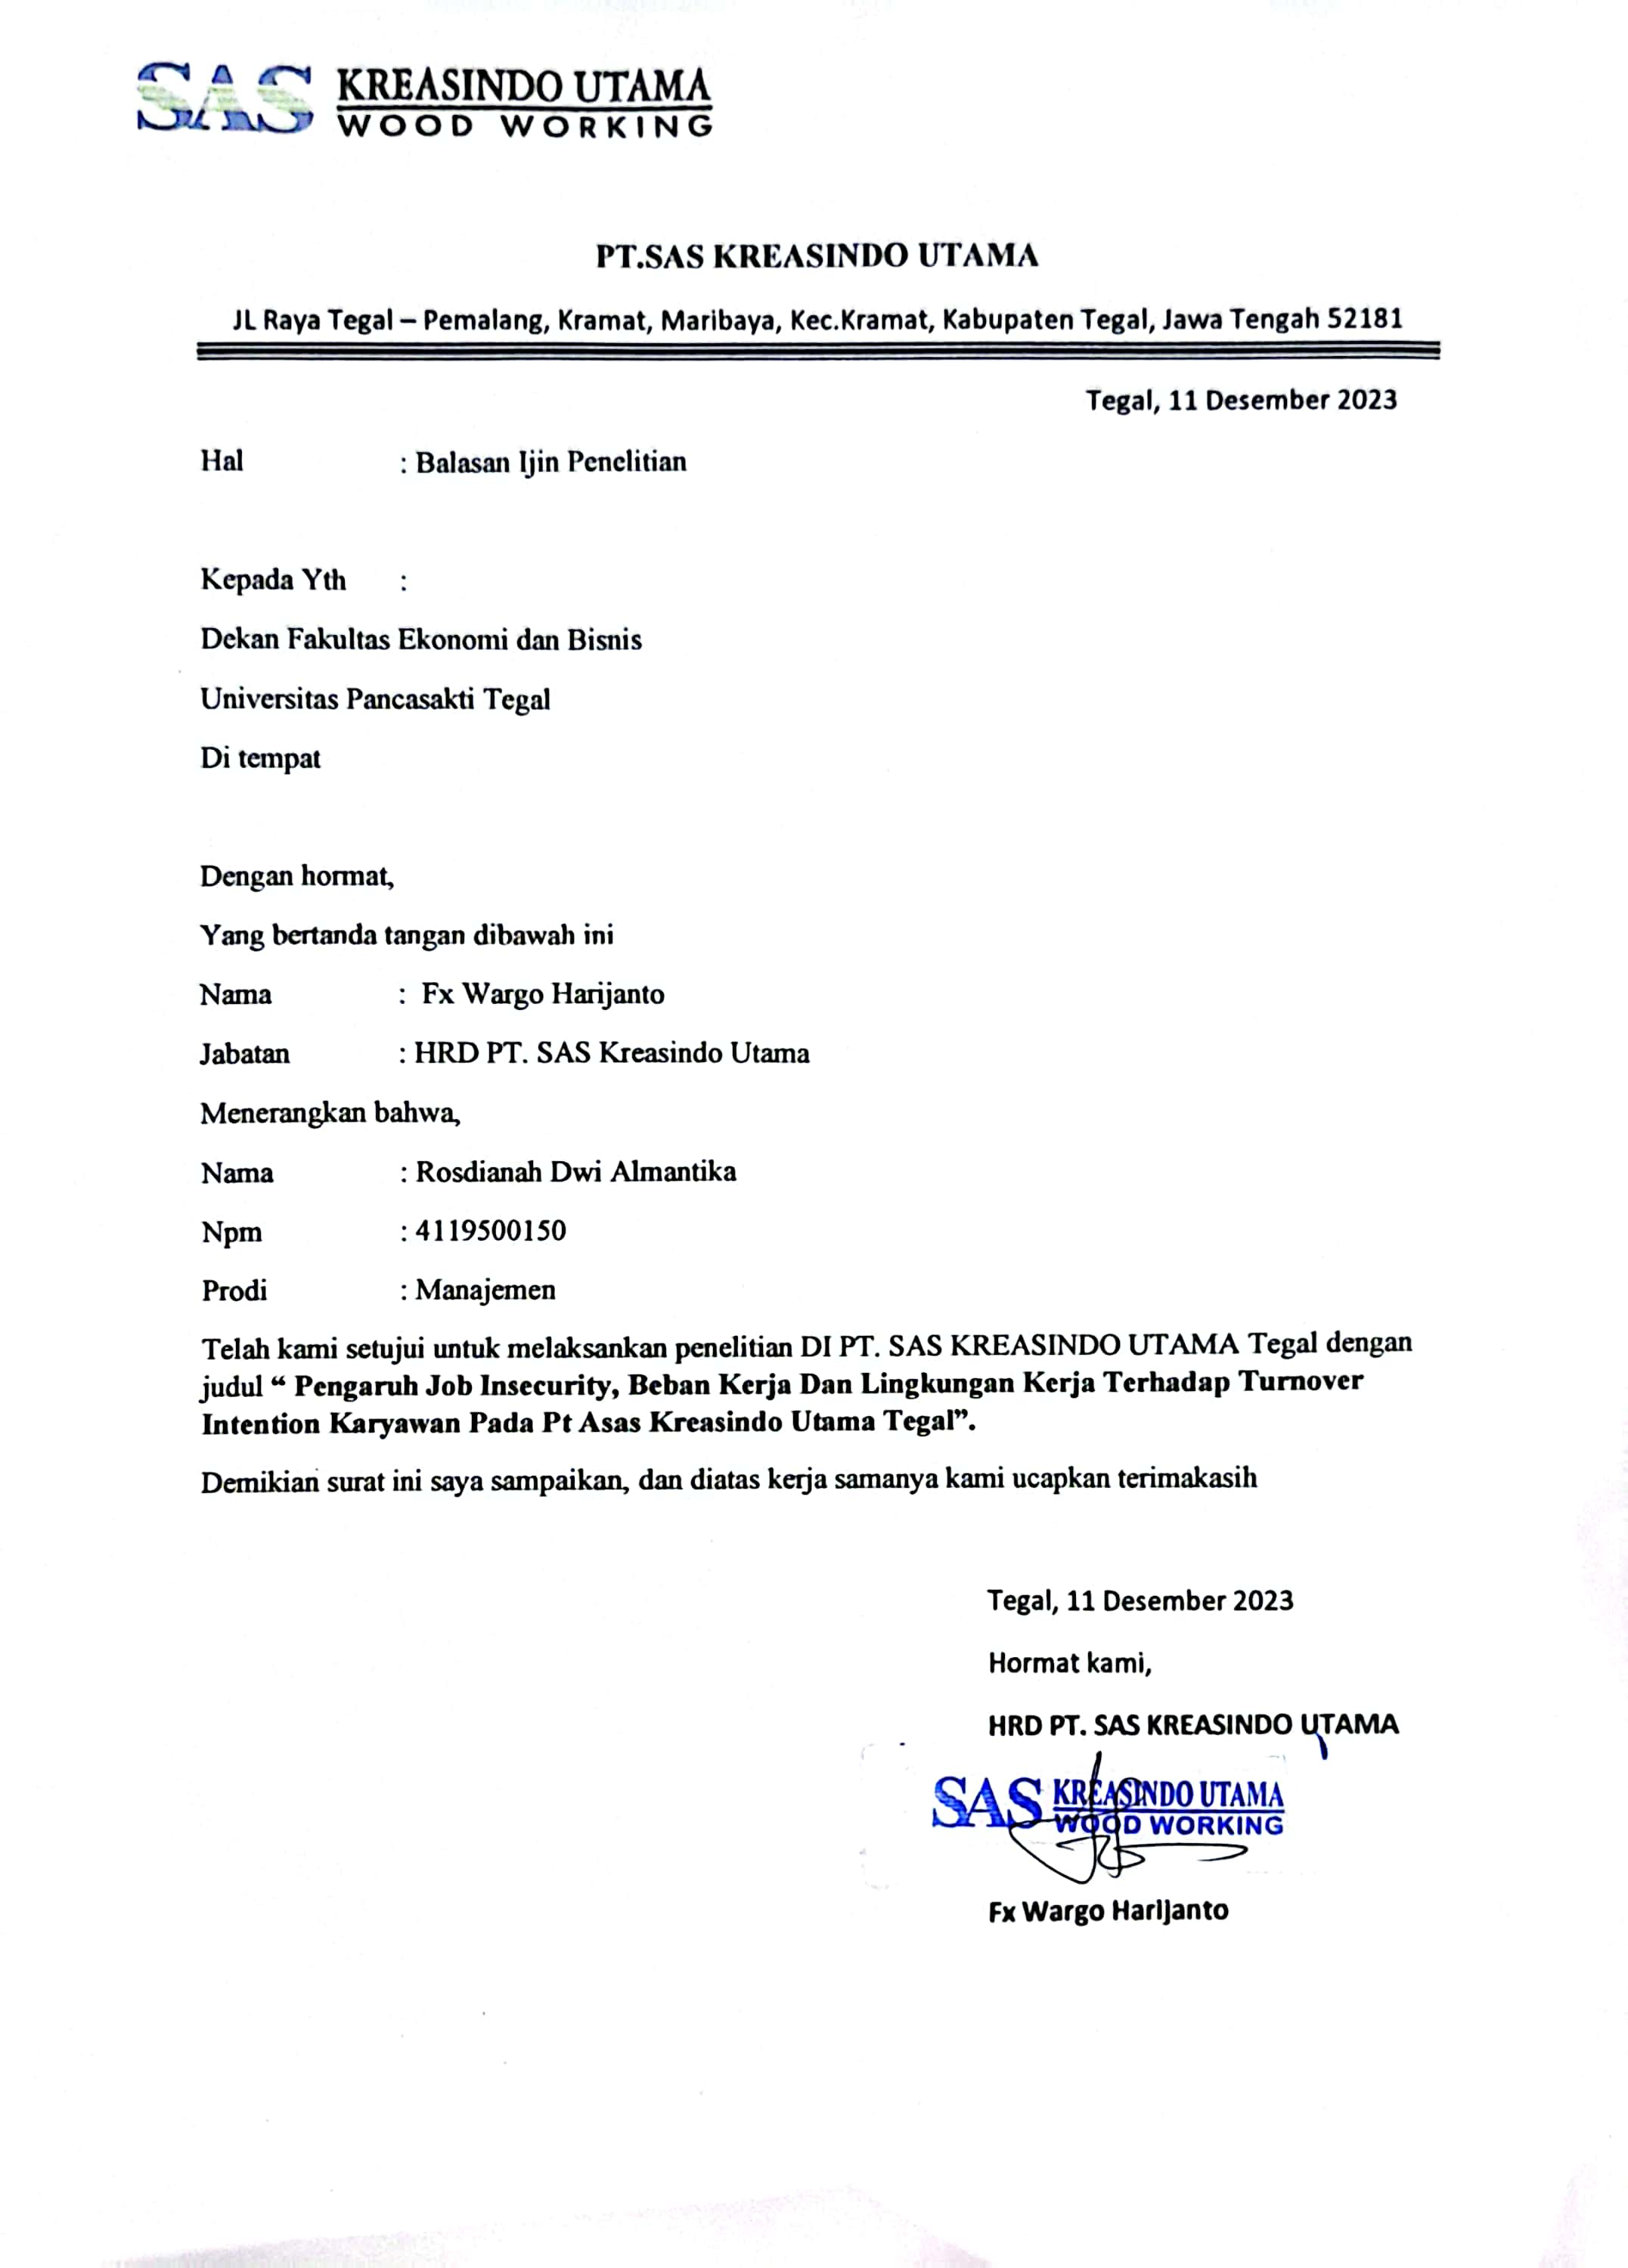 SAS KREASINDO UTAMA
WOOD WORKING
PT.SAS KREASINDO UTAMA
JL Raya Tegal – Pemalang, Kramat, Maribaya, Kec.Kramat, Kabupaten Tegal, Jawa Tengah 52181
Tegal, 11 Desember 2023
Hal : Balasan Ijin Penelitian
Kepada Yth :
Dekan Fakultas Ekonomi dan Bisnis
Universitas Pancasakti Tegal
Di tempat
Dengan hormat,
Yang bertanda tangan dibawah ini
Nama : Fx Wargo Harijanto
Jabatan : HRD PT. SAS Kreasindo Utama
Menerangkan bahwa,
Nama : Rosdianah Dwi Almantika
Npm : 4119500150
Prodi : Manajemen
Telah kami setujui untuk melaksankan penelitian DI PT. SAS KREASINDO UTAMA Tegal dengan
judul “ Pengaruh Job Insecurity, Beban Kerja Dan Lingkungan Kerja Terhadap Turnover
Intention Karyawan Pada Pt Asas Kreasindo Utama Tegal”.
Demikian surat ini saya sampaikan, dan diatas kerja samanya kami ucapkan terimakasih
Tegal, 11 Desember 2023
Hormat kami,
HRD PT. SAS KREASINDO UTAMA
SAS KREASINDO UTAMA
WOOD WORKING
Fx Wargo Harijanto